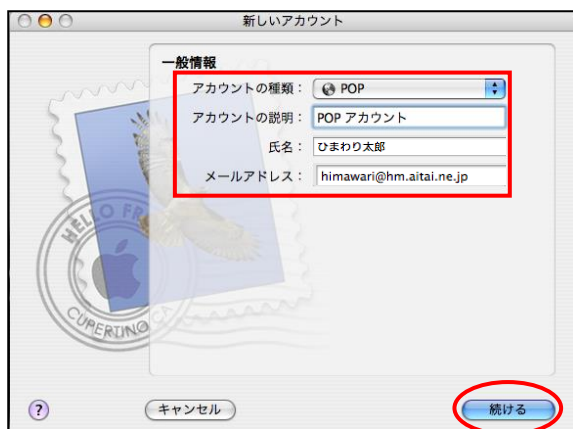 新しいアカウント
一般情報
アカウントの種類： POP
アカウントの説明： POP アカウント
氏名： ひまわり太郎
メールアドレス： himawari@hm.aitai.ne.jp
HELLO FR
CUPERTINO CA
? キャンセル 続ける